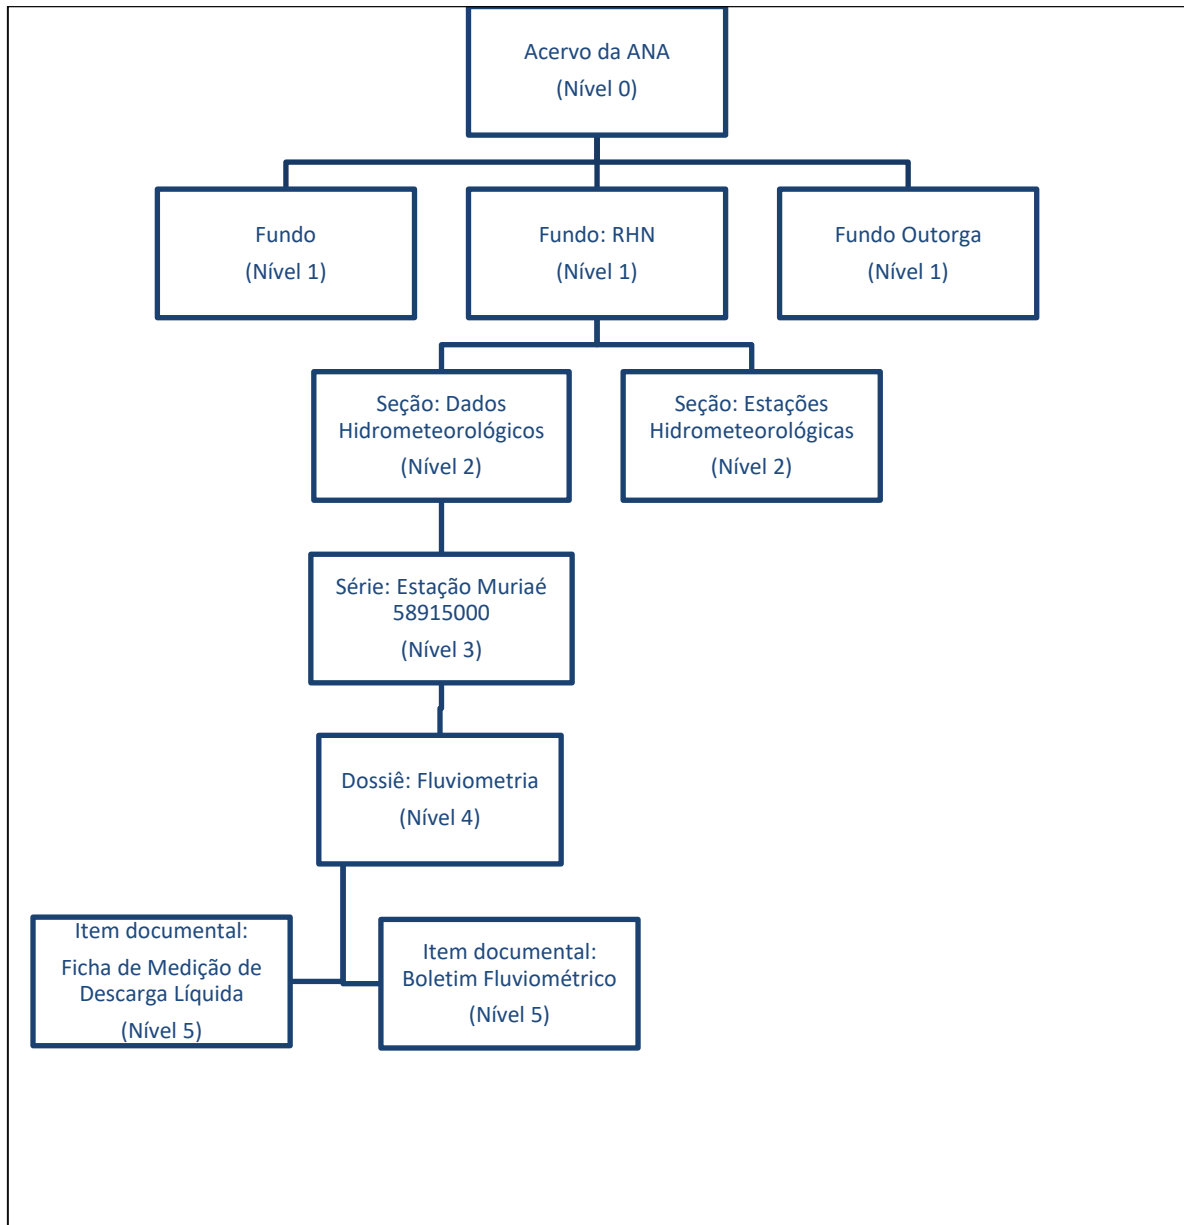 Acervo da ANA
(Nível 0)
Fundo
(Nível 1)
Fundo: RHN
(Nível 1)
Fundo Outorga
(Nível 1)
Seção: Dados
Hidrometeorológicos
(Nível 2)
Seção: Estações
Hidrometeorológicas
(Nível 2)
Série: Estação Muriaé
58915000
(Nível 3)
Dossiê: Fluviometria
(Nível 4)
Item documental:
Ficha de Medição de
Descarga Líquida
(Nível 5)
Item documental:
Boletim Fluviométrico
(Nível 5)